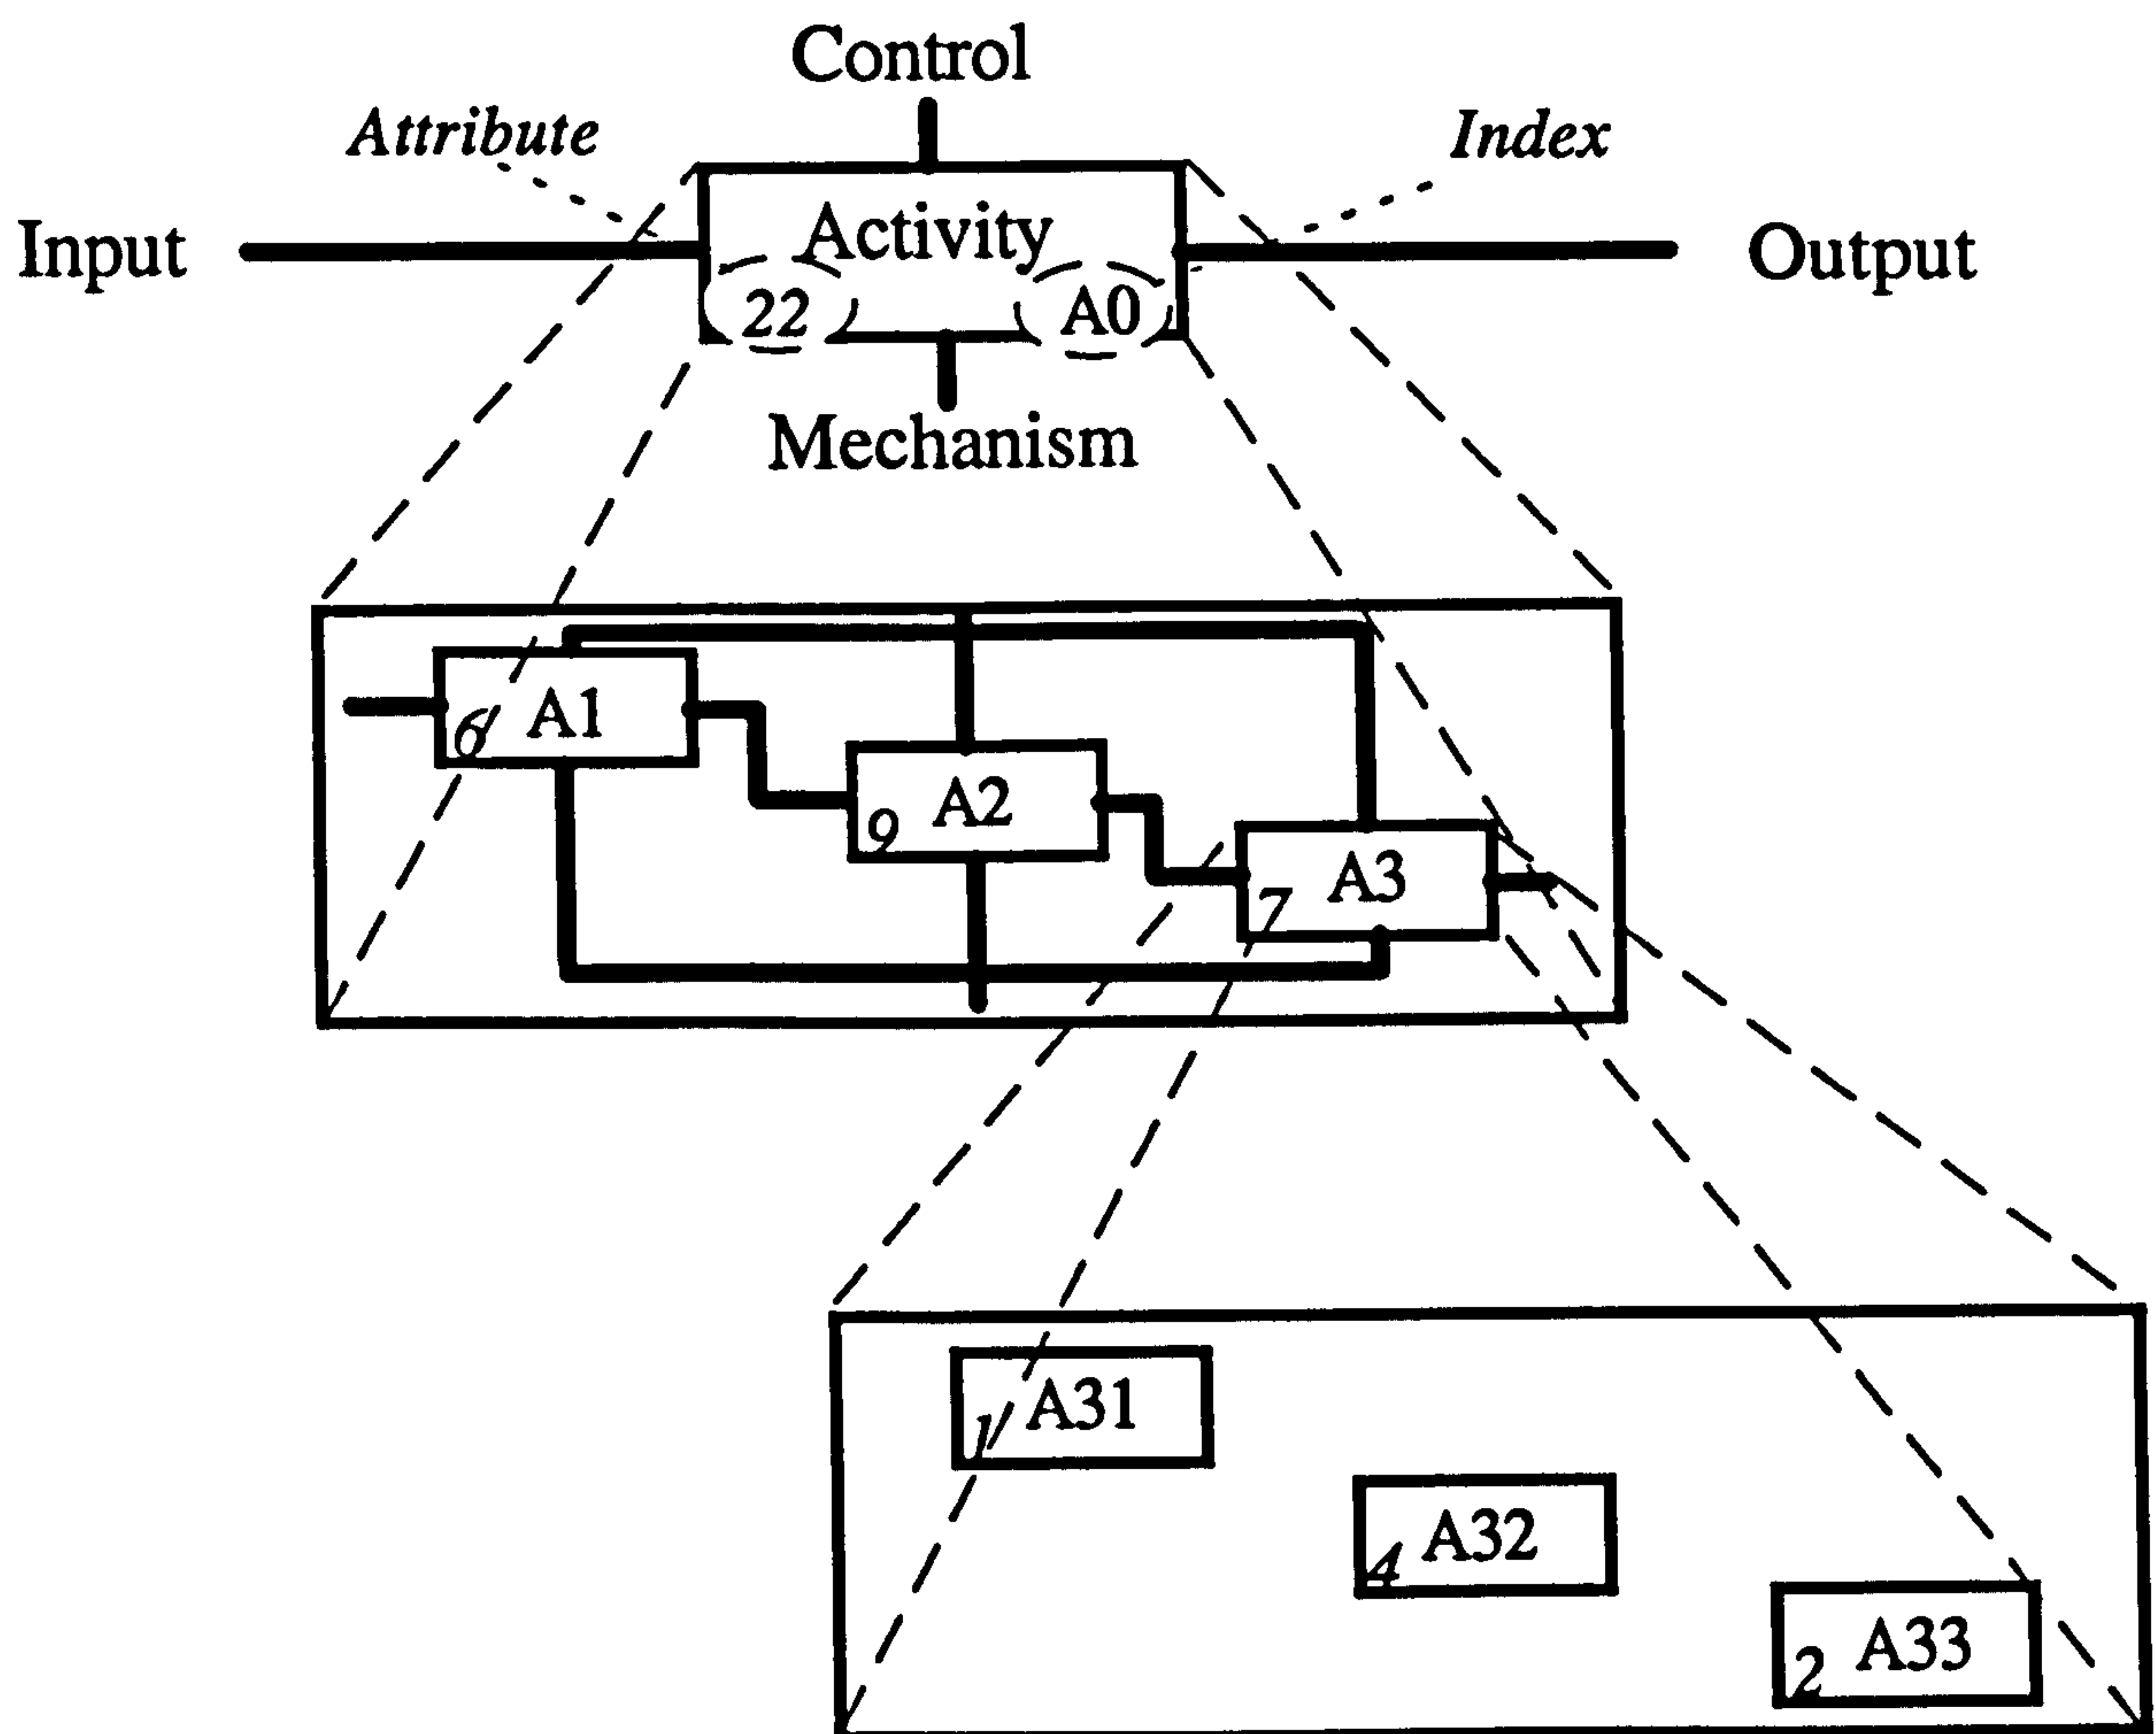 Control
Attribute
Index
Input
Activity
Output
22
A0
Mechanism
A1
6
A2
9
A3
7
A31
1
A32
4
A33
2